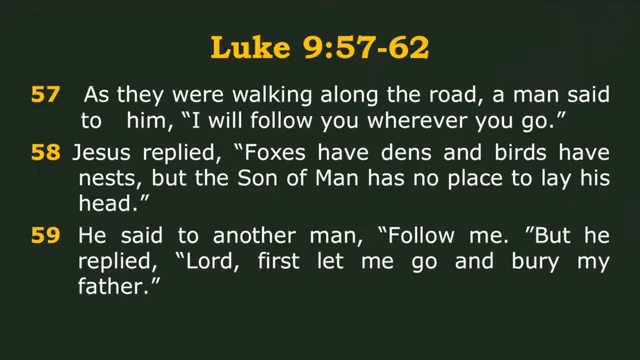 Luke 9:57-62
57 As they were walking along the road, a man said
to him, “I will follow you wherever you go.”
58 Jesus replied, “Foxes have dens and birds have
nests, but the Son of Man has no place to lay his
head.”
59 He said to another man, “Follow me. ”But he
replied, “Lord, first let me go and bury my
father.”